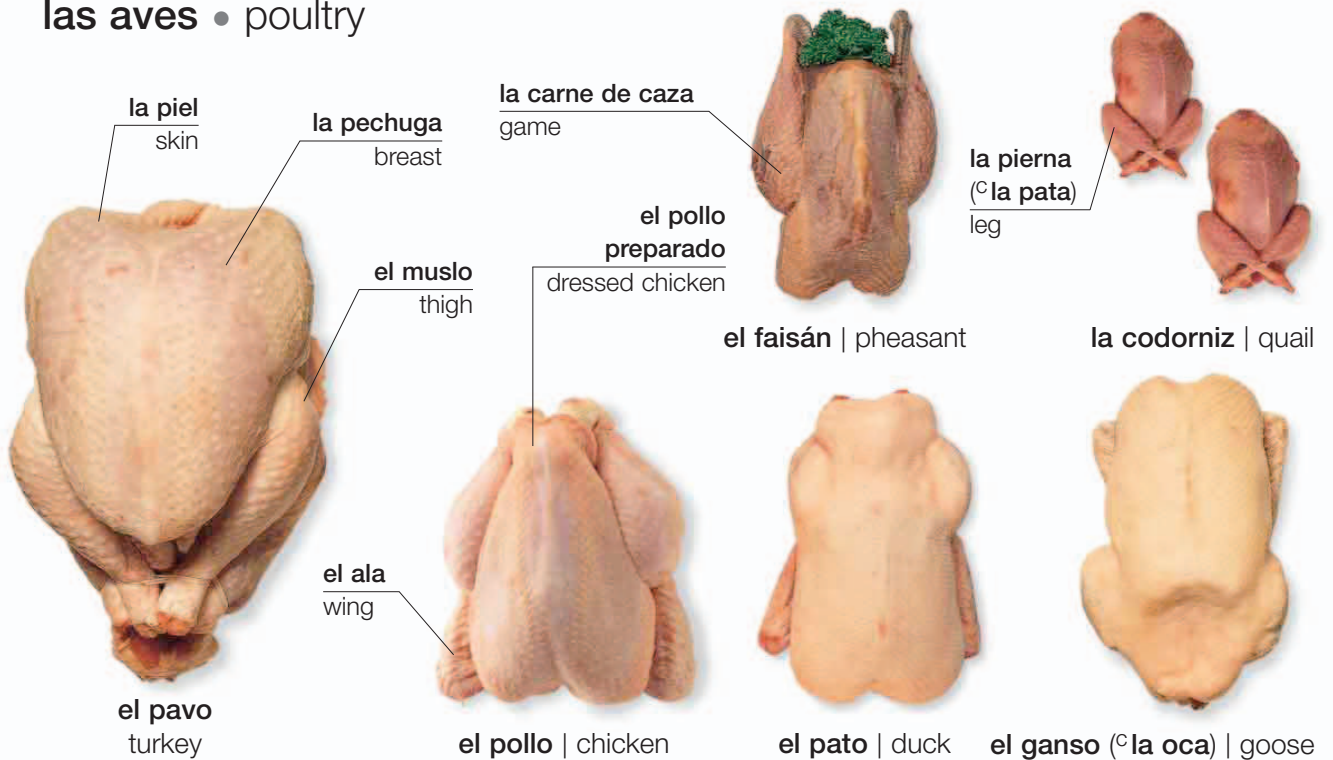 las aves • poultry
la piel
skin
la pechuga
breast
la carne de caza
game
la pierna
(ᶜla pata)
leg
el pollo
preparado
dressed chicken
el muslo
thigh
el faisán | pheasant
la codorniz | quail
el ala
wing
el pavo
turkey
el pollo | chicken
el pato | duck
el ganso (ᶜla oca) | goose